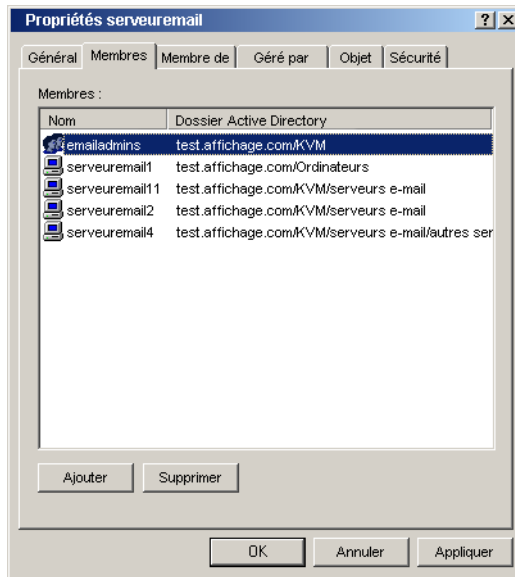 Propriétés serveuremail
Général Membres Membre de Géré par Objet Sécurité
Membres :
Nom Dossier Active Directory
emailadmins test.affichage.com/KVM
serveuremail1 test.affichage.com/Ordinateurs
serveuremail11 test.affichage.com/KVM/serveurs e-mail
serveuremail2 test.affichage.com/KVM/serveurs e-mail
serveuremail4 test.affichage.com/KVM/serveurs e-mail/autres ser
Ajouter Supprimer
OK Annuler Appliquer